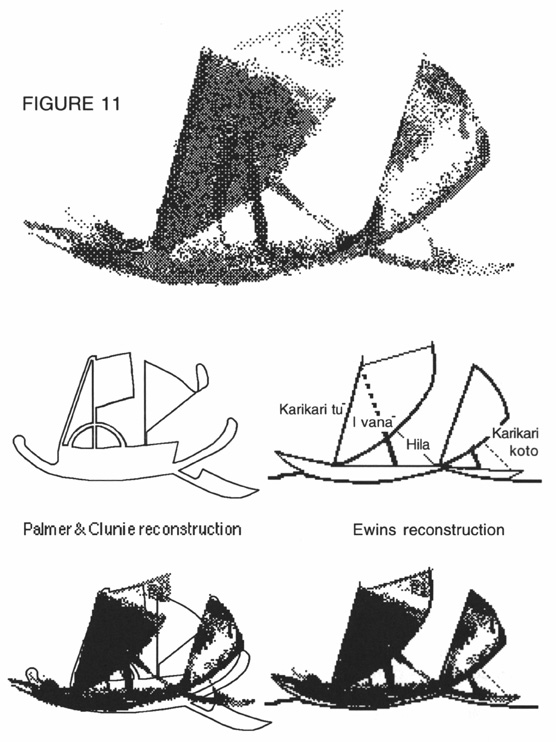 FIGURE 11
Karikari tu-
I vana-
Hila
Karikari
koto
Palmer & Clunie reconstruction
Ewins reconstruction